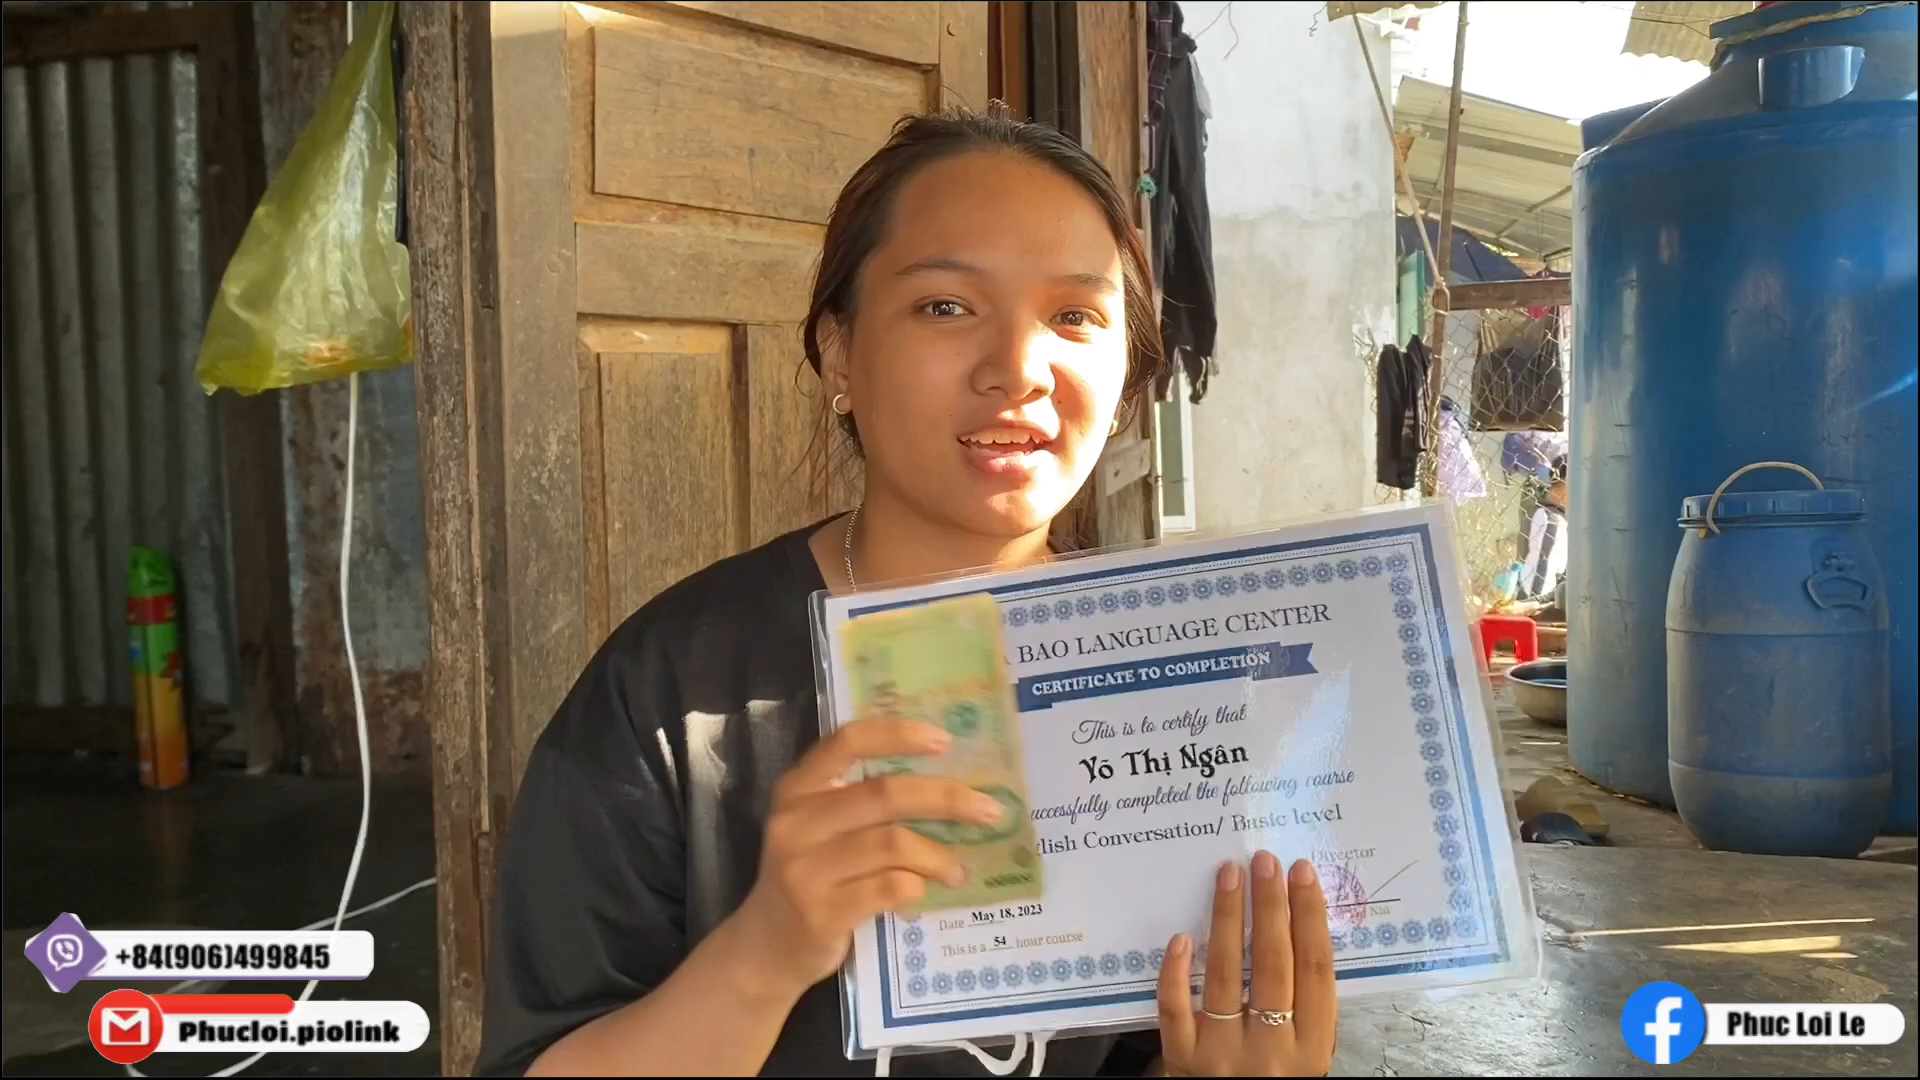 BAO LANGUAGE CENTER
CERTIFICATE TO COMPLETION
This is to certify that
Võ Thị Ngân
uccessfully completed the following course
lish Conversation/ Basic level
Director
Date May 18, 2023
This is a 54 hour course
+84(906)499845
Phucloi.piolink
Phuc Loi Le